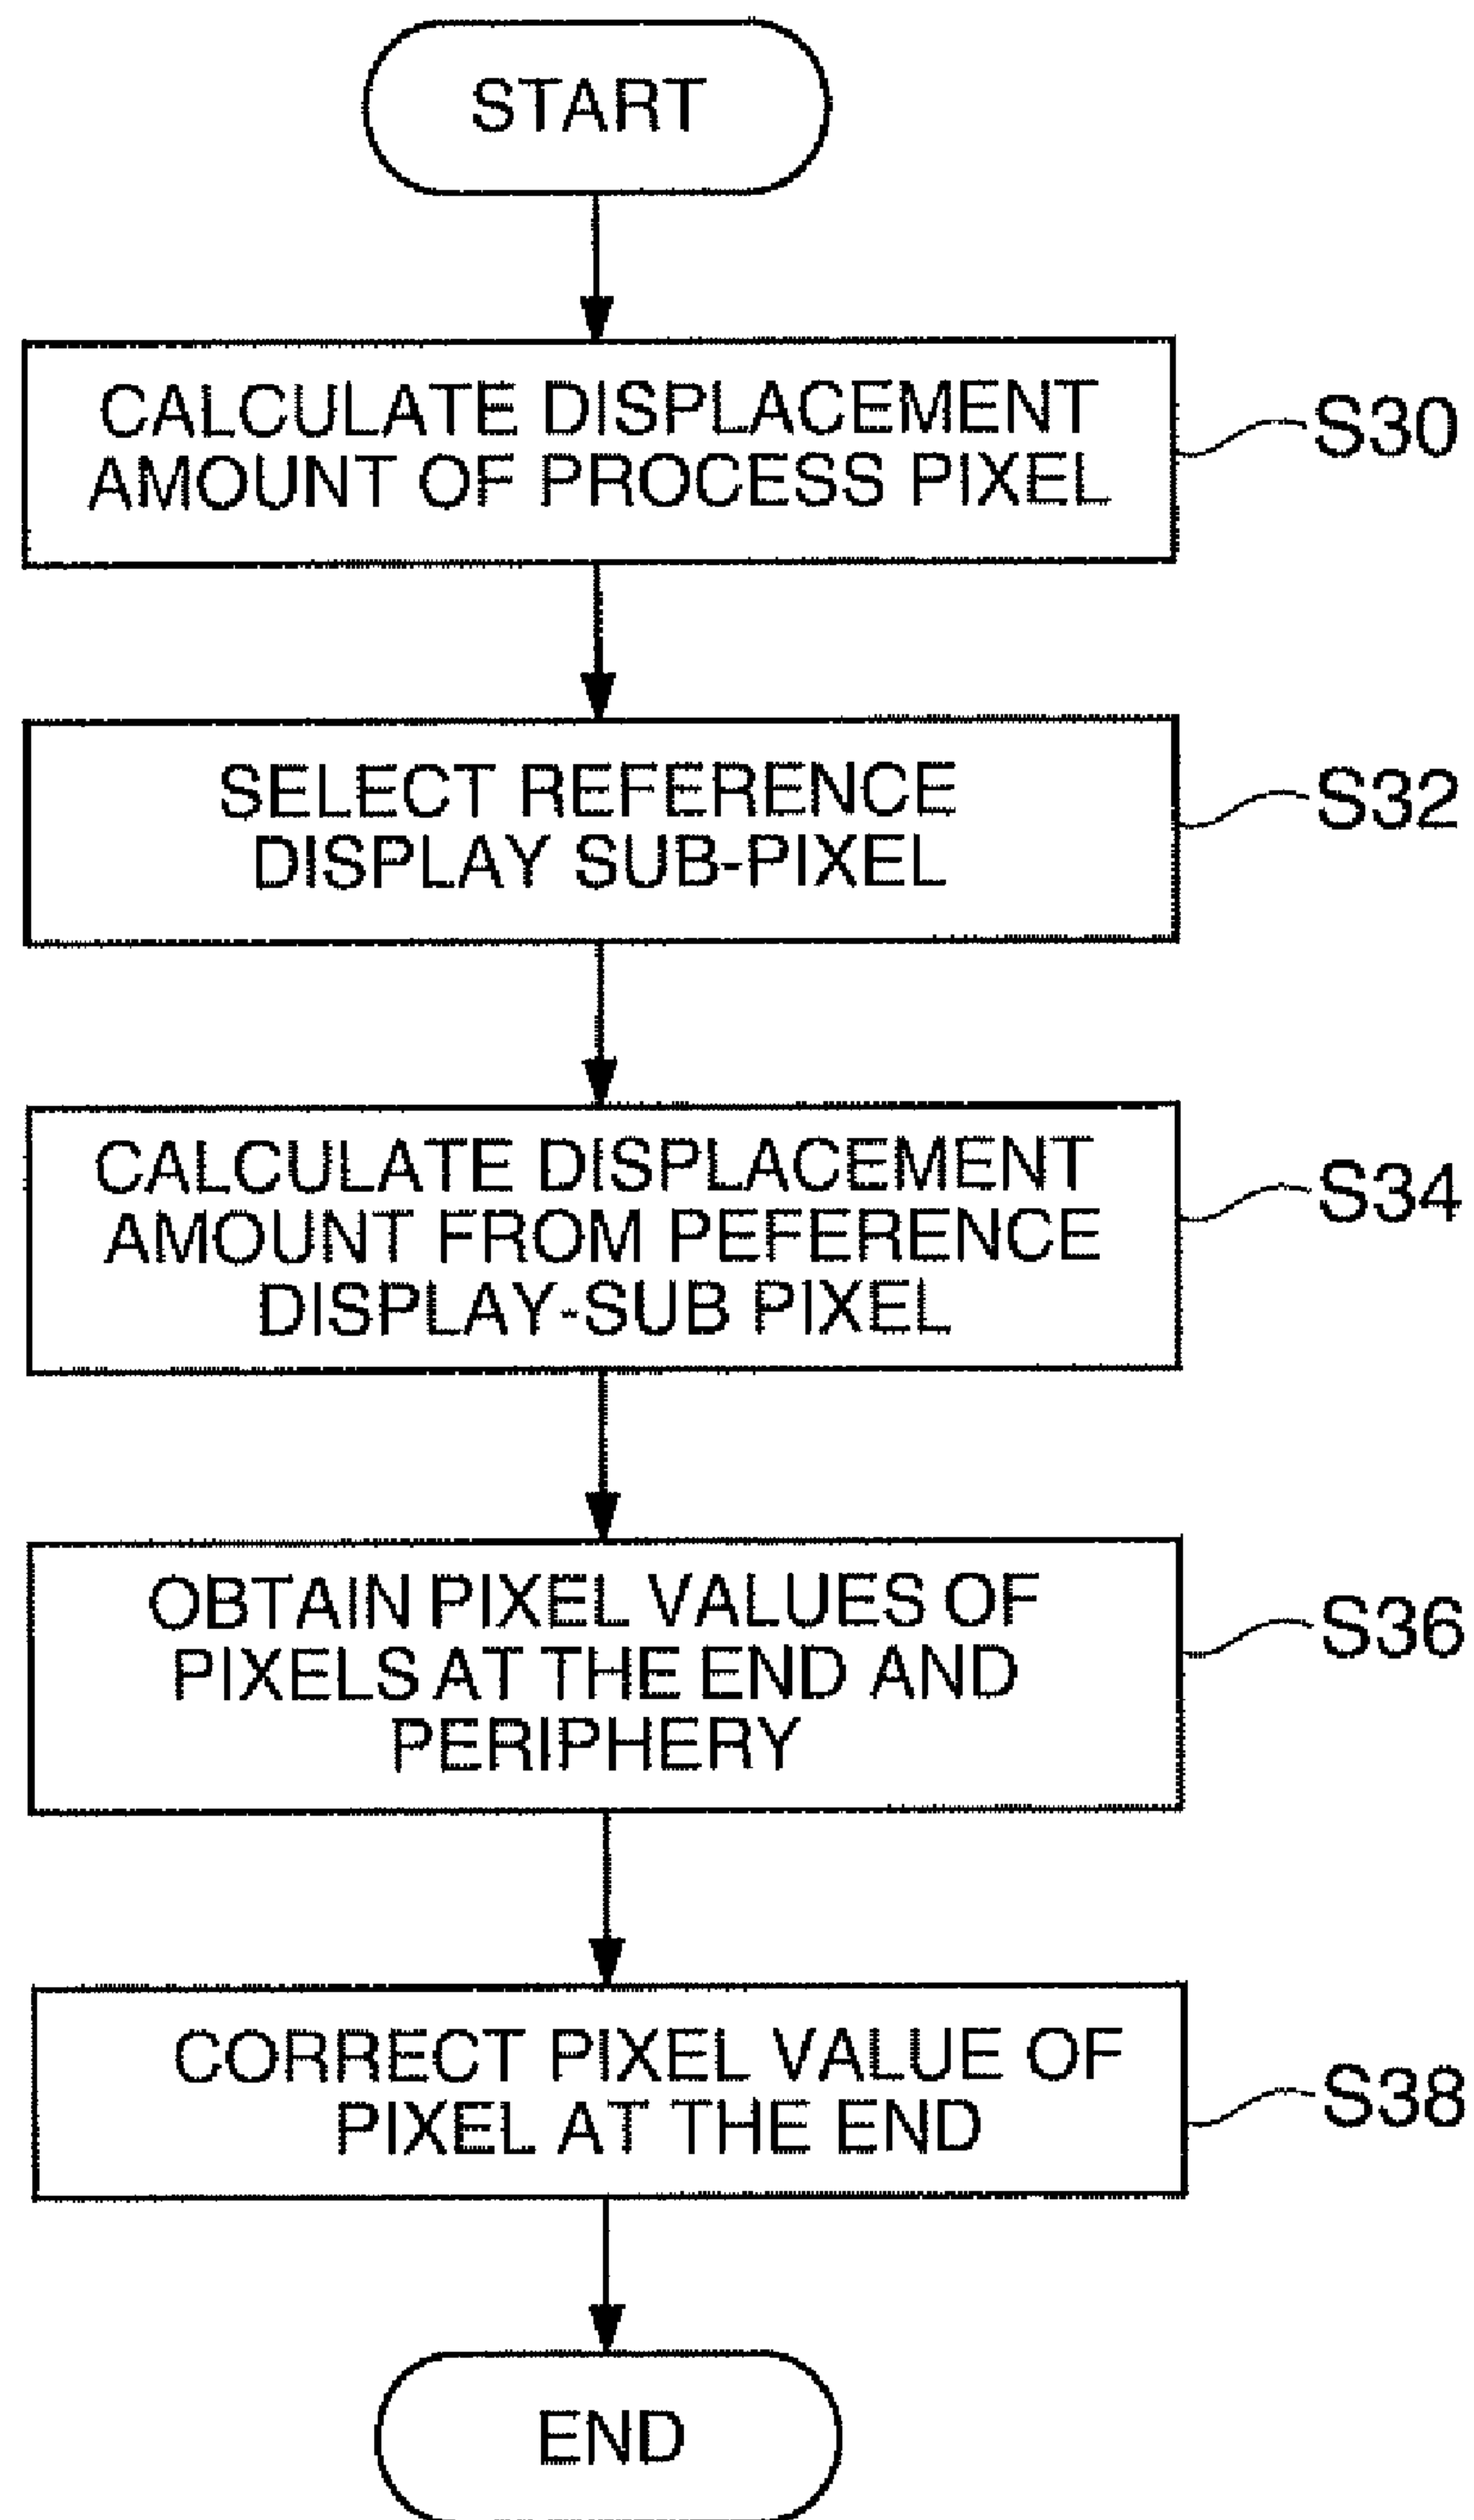 START
CALCULATE DISPLACEMENT
AMOUNT OF PROCESS PIXEL
S30
SELECT REFERENCE
DISPLAY SUB-PIXEL
S32
CALCULATE DISPLACEMENT
AMOUNT FROM PEFERENCE
DISPLAY-SUB PIXEL
S34
OBTAIN PIXEL VALUES OF
PIXELS AT THE END AND
PERIPHERY
S36
CORRECT PIXEL VALUE OF
PIXEL AT THE END
S38
END